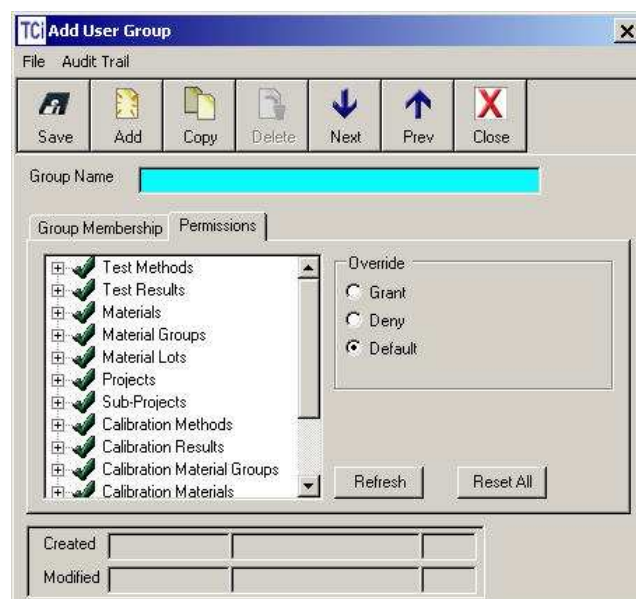 TCi Add User Group
File Audit Trail
Save Add Copy Delete Next Prev Close
Group Name
Group Membership Permissions
Test Methods
Test Results
Materials
Material Groups
Material Lots
Projects
Sub-Projects
Calibration Methods
Calibration Results
Calibration Material Groups
Calibration Materials
Override
Grant
Deny
Default
Refresh Reset All
Created
Modified